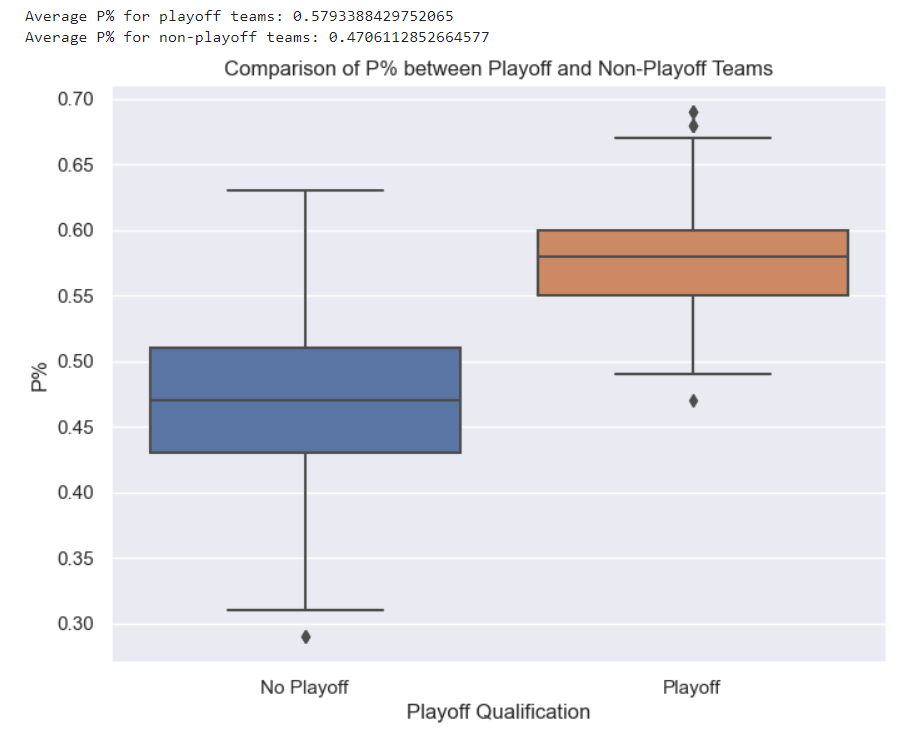 Average P% for playoff teams: 0.5793388429752065
Average P% for non-playoff teams: 0.4706112852664577
Comparison of P% between Playoff and Non-Playoff Teams
0.70
0.65
0.60
0.55
0.50
0.45
0.40
0.35
0.30
P%
No Playoff
Playoff
Playoff Qualification